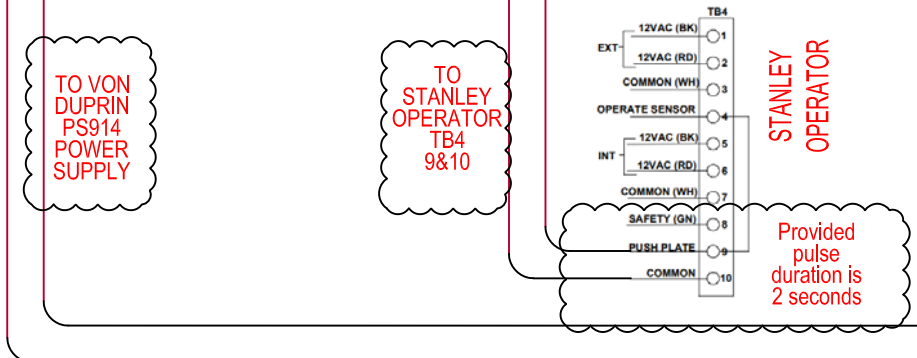 TO VON
DUPRIN
PS914
POWER
SUPPLY
TO
STANLEY
OPERATOR
TB4
9&10
TB4
EXT
12VAC (BK)
1
12VAC (RD)
2
COMMON (WH)
3
OPERATE SENSOR
4
INT
12VAC (BK)
5
12VAC (RD)
6
COMMON (WH)
7
SAFETY (GN)
8
PUSH PLATE
9
COMMON
10
STANLEY
OPERATOR
Provided
pulse
duration is
2 seconds